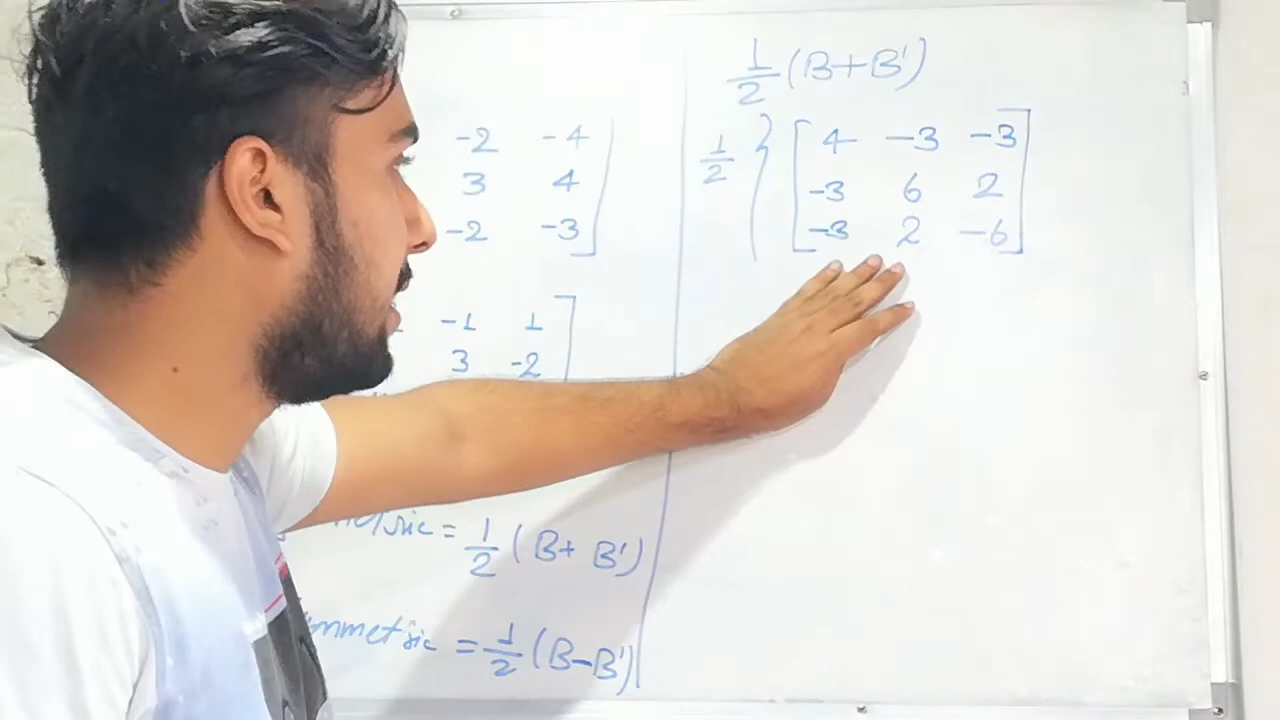 -2 -4
3 4
-2 -3
-1 1
3 -2
= 1/2 (B+ B')
= 1/2 (B-B')
1/2 (B+B')
1/2 { [ 4 -3 -3
-3 6 2
-3 2 -6 ]